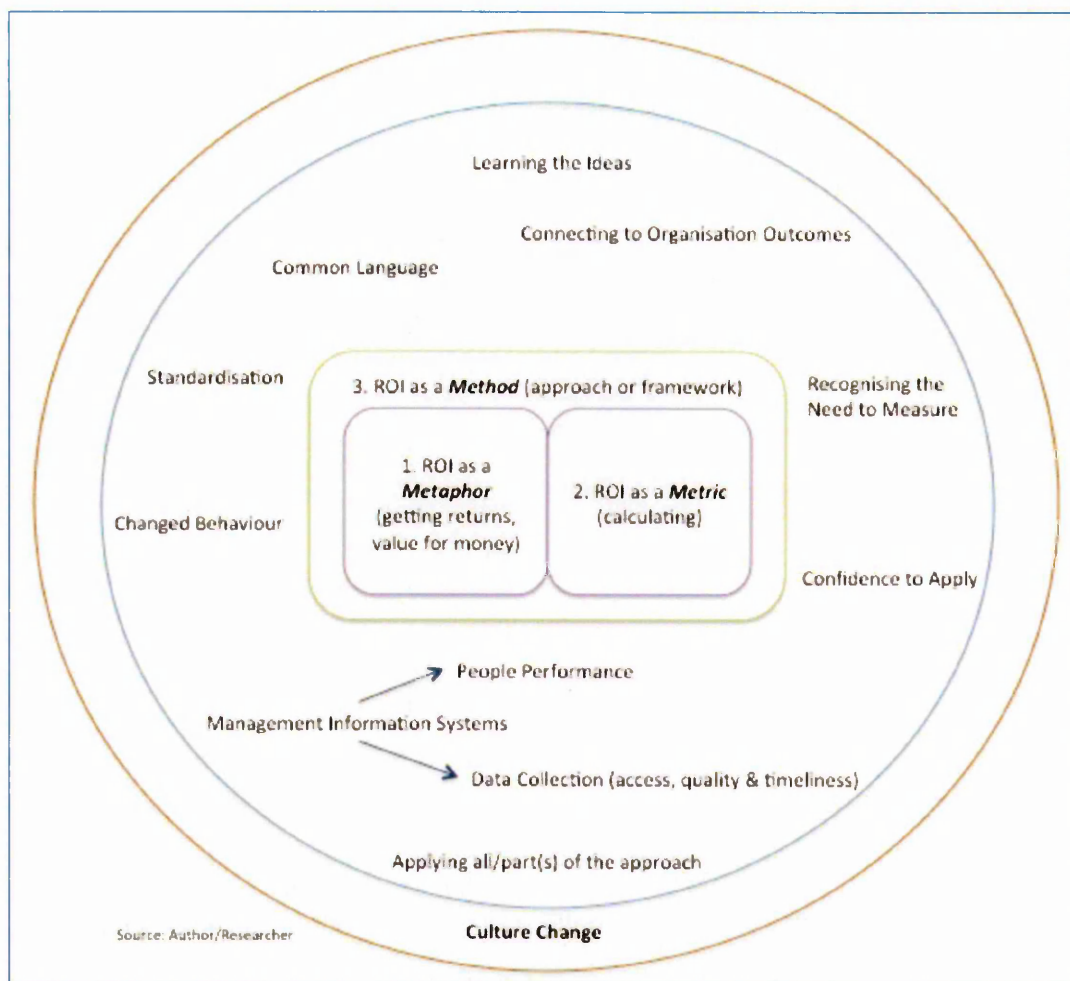 Learning the Ideas
Connecting to Organisation Outcomes
Common Language
Standardisation
3. ROI as a Method (approach or framework)
Recognising the
Need to Measure
1. ROI as a
Metaphor
(getting returns,
value for money)
2. ROI as a Metric
(calculating)
Changed Behaviour
Confidence to Apply
People Performance
Management Information Systems
Data Collection (access, quality & timeliness)
Applying all/part(s) of the approach
Culture Change
Source: Author/Researcher